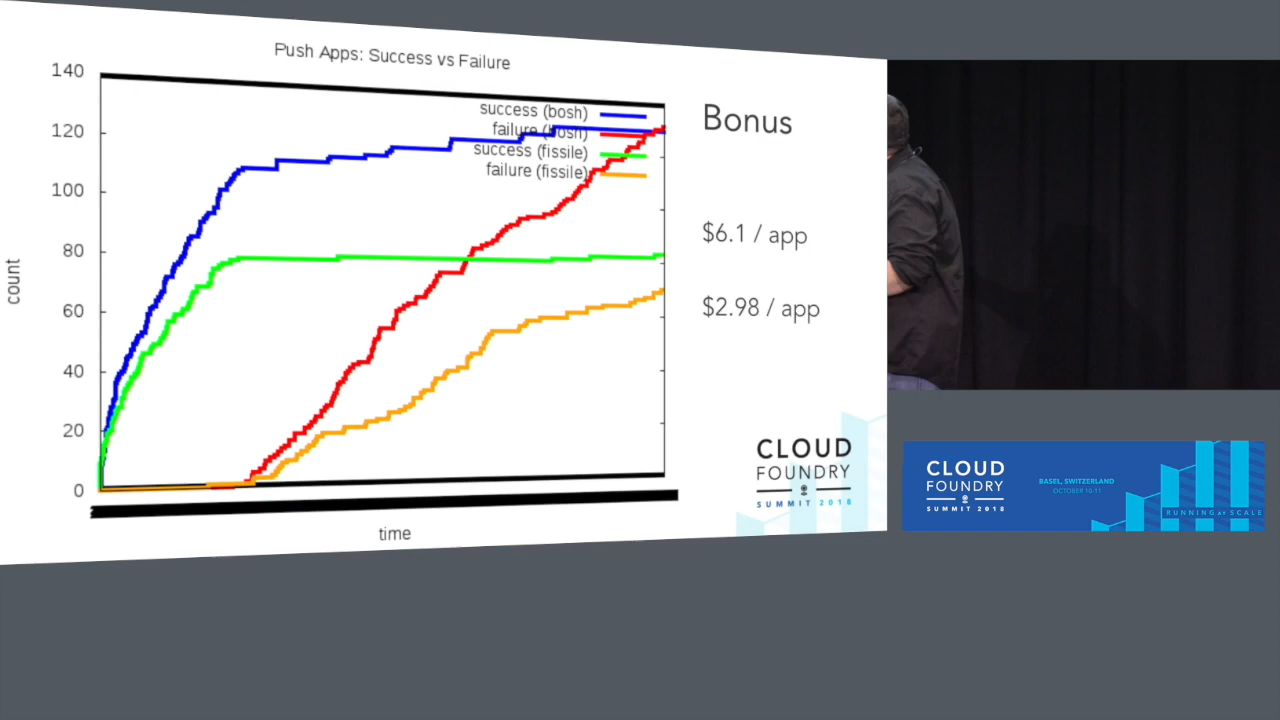 Push Apps: Success vs Failure
140
120
100
80
60
40
20
0
count
time
success (bosh)
failure (bosh)
success (fissile)
failure (fissile)
Bonus
$6.1 / app
$2.98 / app
CLOUD
FOUNDRY
SUMMIT 2018
CLOUD
FOUNDRY
SUMMIT 2018
BASEL, SWITZERLAND
OCTOBER 10-11
RUNNING AT SCALE